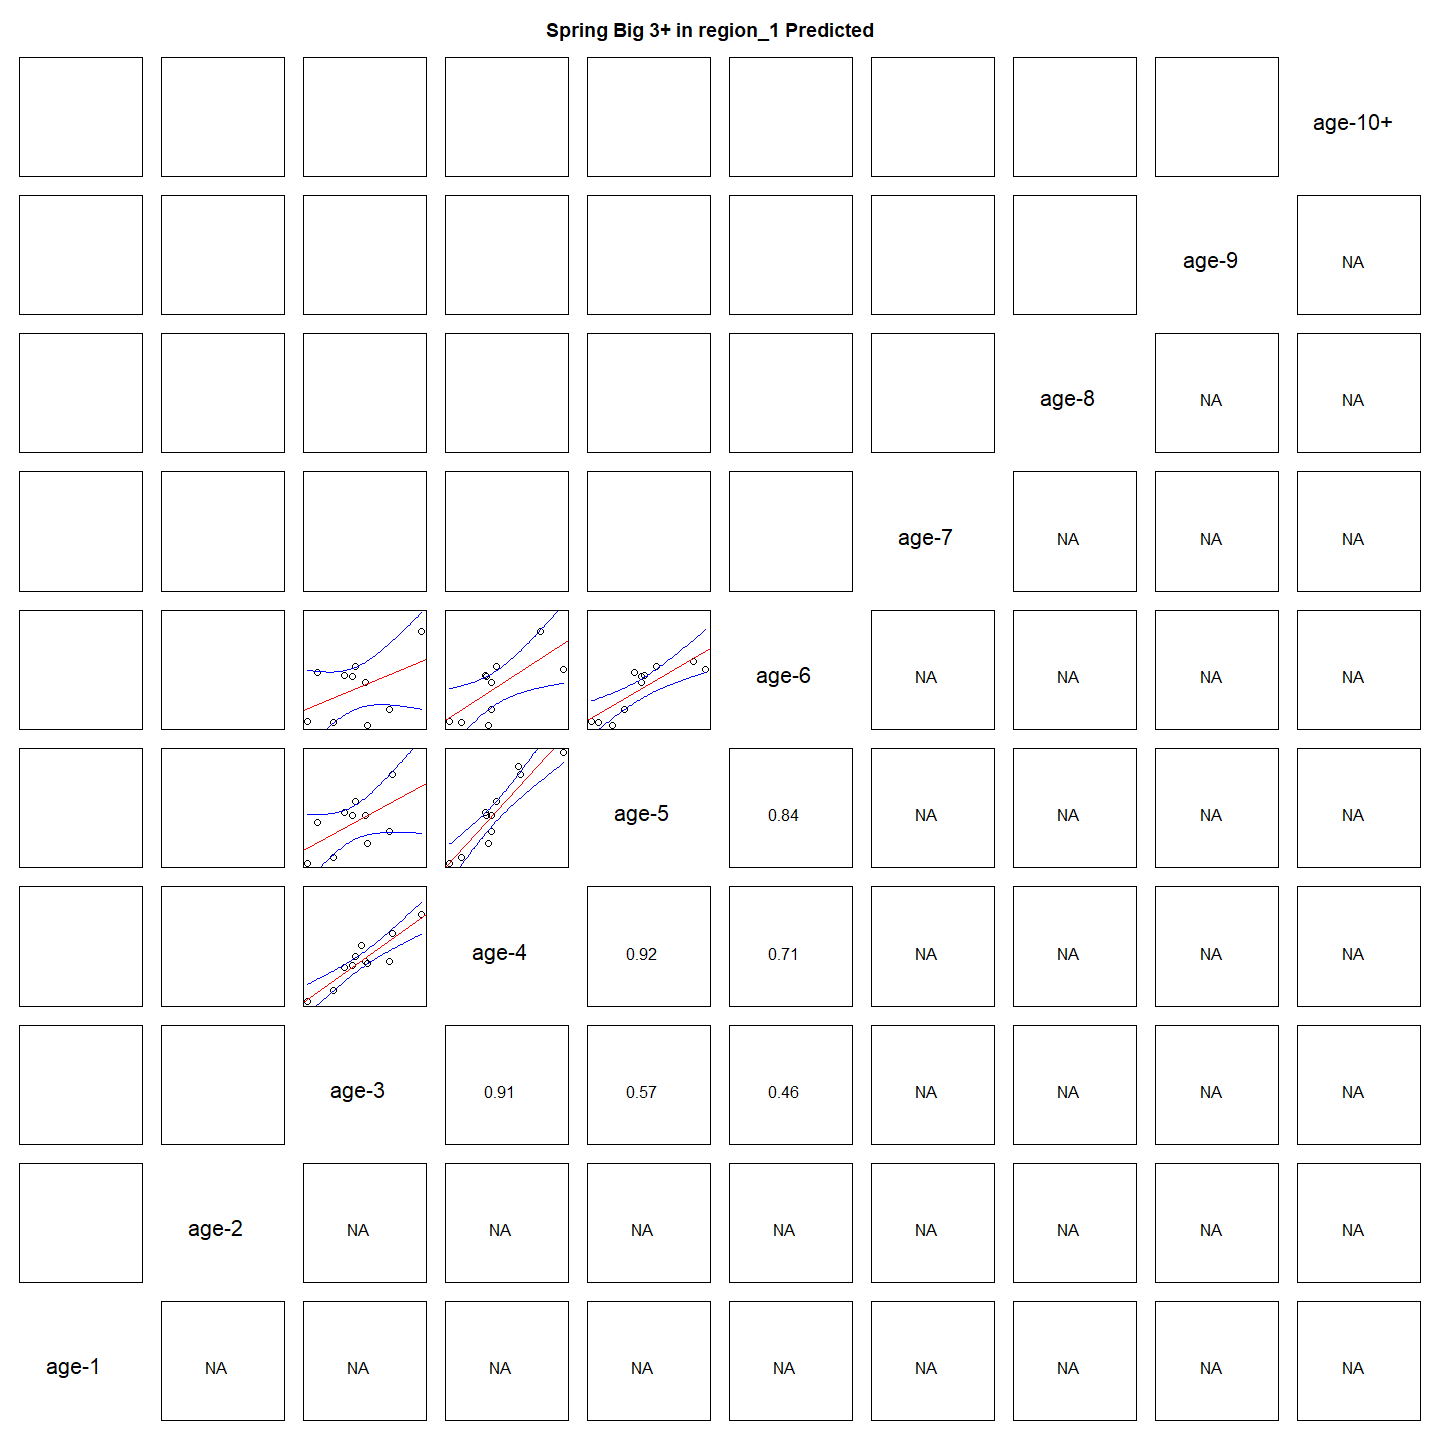 Spring Big 3+ in region_1 Predicted
age-10+
age-9 NA
age-8 NA NA
age-7 NA NA NA
age-6 NA NA NA NA
age-5 0.84 NA NA NA NA
age-4 0.92 0.71 NA NA NA NA
age-3 0.91 0.57 0.46 NA NA NA NA
age-2 NA NA NA NA NA NA NA NA
age-1 NA NA NA NA NA NA NA NA NA